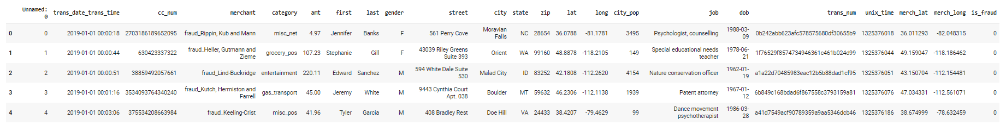 Unnamed: 0 trans_date_trans_time cc_num merchant category amt first last gender street city state zip lat long city_pop job dob trans_num unix_time merch_lat merch_long is_fraud
0 0 2019-01-01 00:00:18 2703186189652095 fraud_Rippin, Kub and Mann misc_net 4.97 Jennifer Banks F 561 Perry Cove Moravian Falls NC 28654 36.0788 -81.1781 3495 Psychologist, counselling 1988-03-09 0b242abb623afc578575680df30655b9 1325376018 36.011293 -82.048315 0
1 1 2019-01-01 00:00:44 630423337322 fraud_Heller, Gutmann and Zieme grocery_pos 107.23 Stephanie Gill F 43039 Riley Greens Suite 393 Orient WA 99160 48.8878 -118.2105 149 Special educational needs teacher 1978-06-21 1f76529f8574734946361c461b024d99 1325376044 49.159047 -118.186462 0
2 2 2019-01-01 00:00:51 38859492057661 fraud_Lind-Buckridge entertainment 220.11 Edward Sanchez M 594 White Dale Suite 530 Malad City ID 83252 42.1808 -112.2620 4154 Nature conservation officer 1962-01-19 a1a22d70485983eac12b5b88dad1cf95 1325376051 43.150704 -112.154481 0
3 3 2019-01-01 00:01:16 3534093764340240 fraud_Kutch, Hermiston and Farrell gas_transport 45.00 Jeremy White M 9443 Cynthia Court Apt. 038 Boulder MT 59632 46.2306 -112.1138 1939 Patent attorney 1967-01-12 6b849c168bdad6f867558c3793159a81 1325376076 47.034331 -112.561071 0
4 4 2019-01-01 00:03:06 375534208663984 fraud_Keeling-Crist misc_pos 41.96 Tyler Garcia M 408 Bradley Rest Doe Hill VA 24433 38.4207 -79.4629 99 Dance movement psychotherapist 1986-03-28 a41d7549acf90789359a9aa5346dcb46 1325376186 38.674999 -78.632459 0